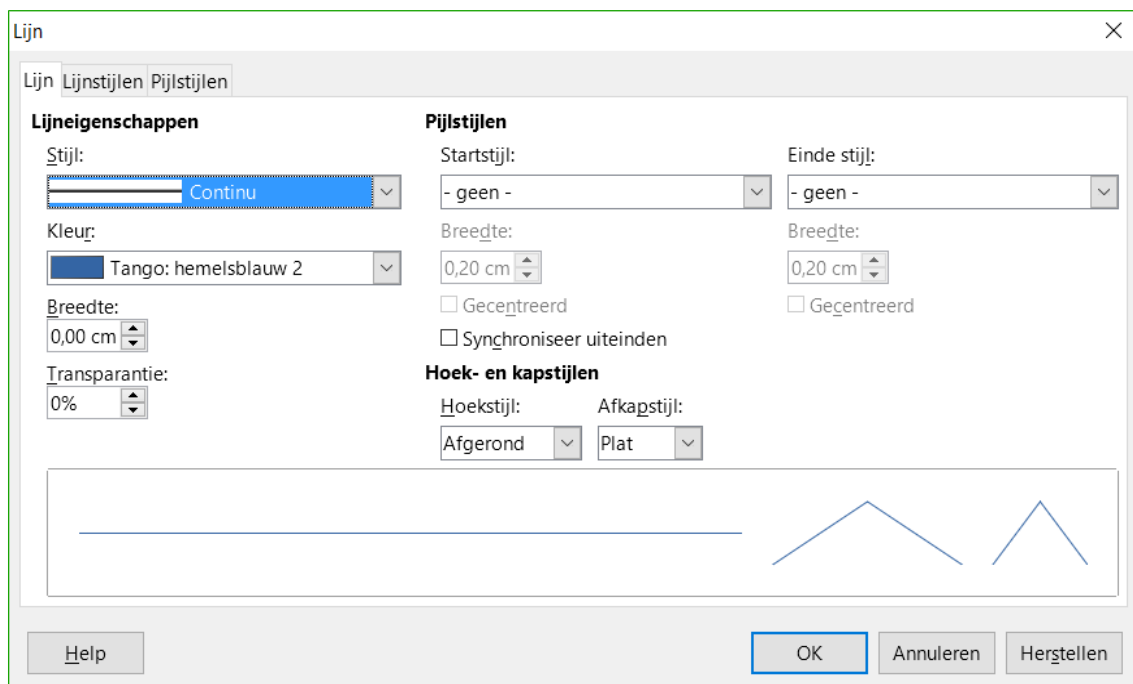 Lijn
Lijn Lijnstijlen Pijlstijlen
Lijneigenschappen
Stijl:
Continu
Kleur:
Tango: hemelsblauw 2
Breedte:
0,00 cm
Transparantie:
0%
Pijlstijlen
Startstijl:
- geen -
Breedte:
0,20 cm
Gecentreerd
Synchroniseer uiteinden
Einde stijl:
- geen -
Breedte:
0,20 cm
Gecentreerd
Hoek- en kapstijlen
Hoekstijl:
Afgerond
Afkapstijl:
Plat
Help OK Annuleren Herstellen